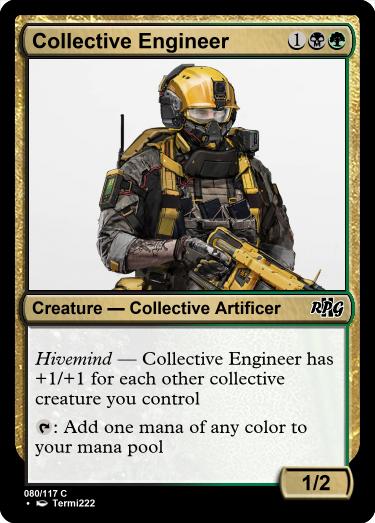 Collective Engineer 1
Creature — Collective Artificer RPG
Hivemind — Collective Engineer has
+1/+1 for each other collective
creature you control
: Add one mana of any color to
your mana pool
1/2
080/117 C
• Termi222